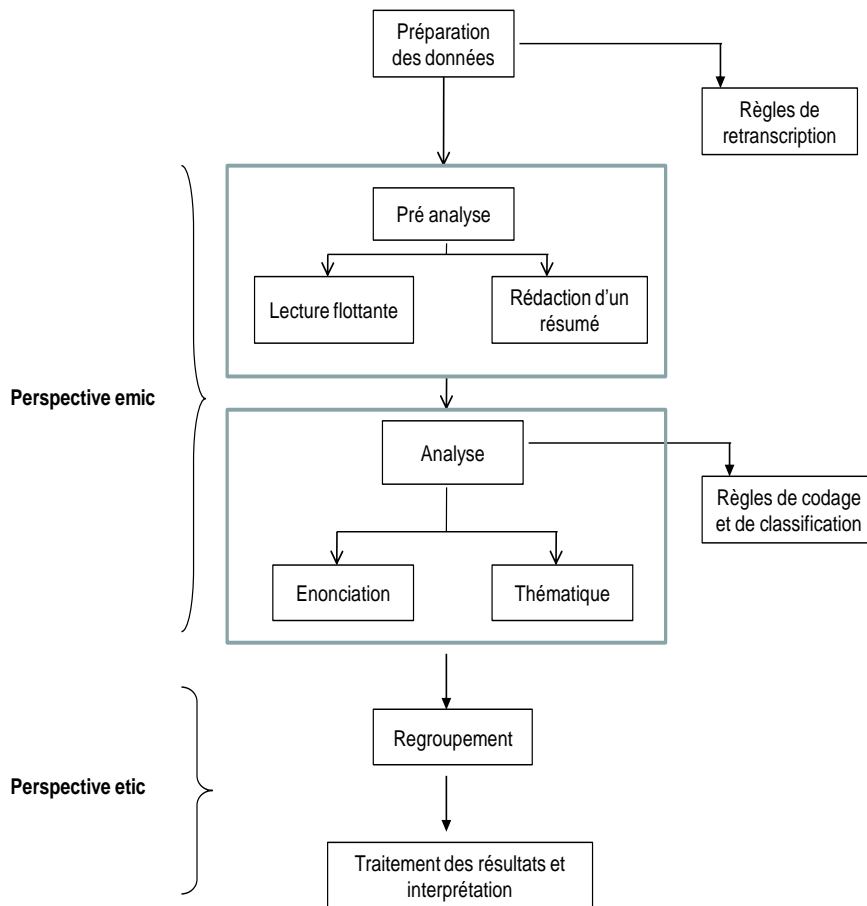 Préparation
des données
Règles de
retranscription
Pré analyse
Lecture flottante
Rédaction d’un
résumé
Perspective emic
Analyse
Règles de codage
et de classification
Enonciation
Thématique
Regroupement
Perspective etic
Traitement des résultats et
interprétation